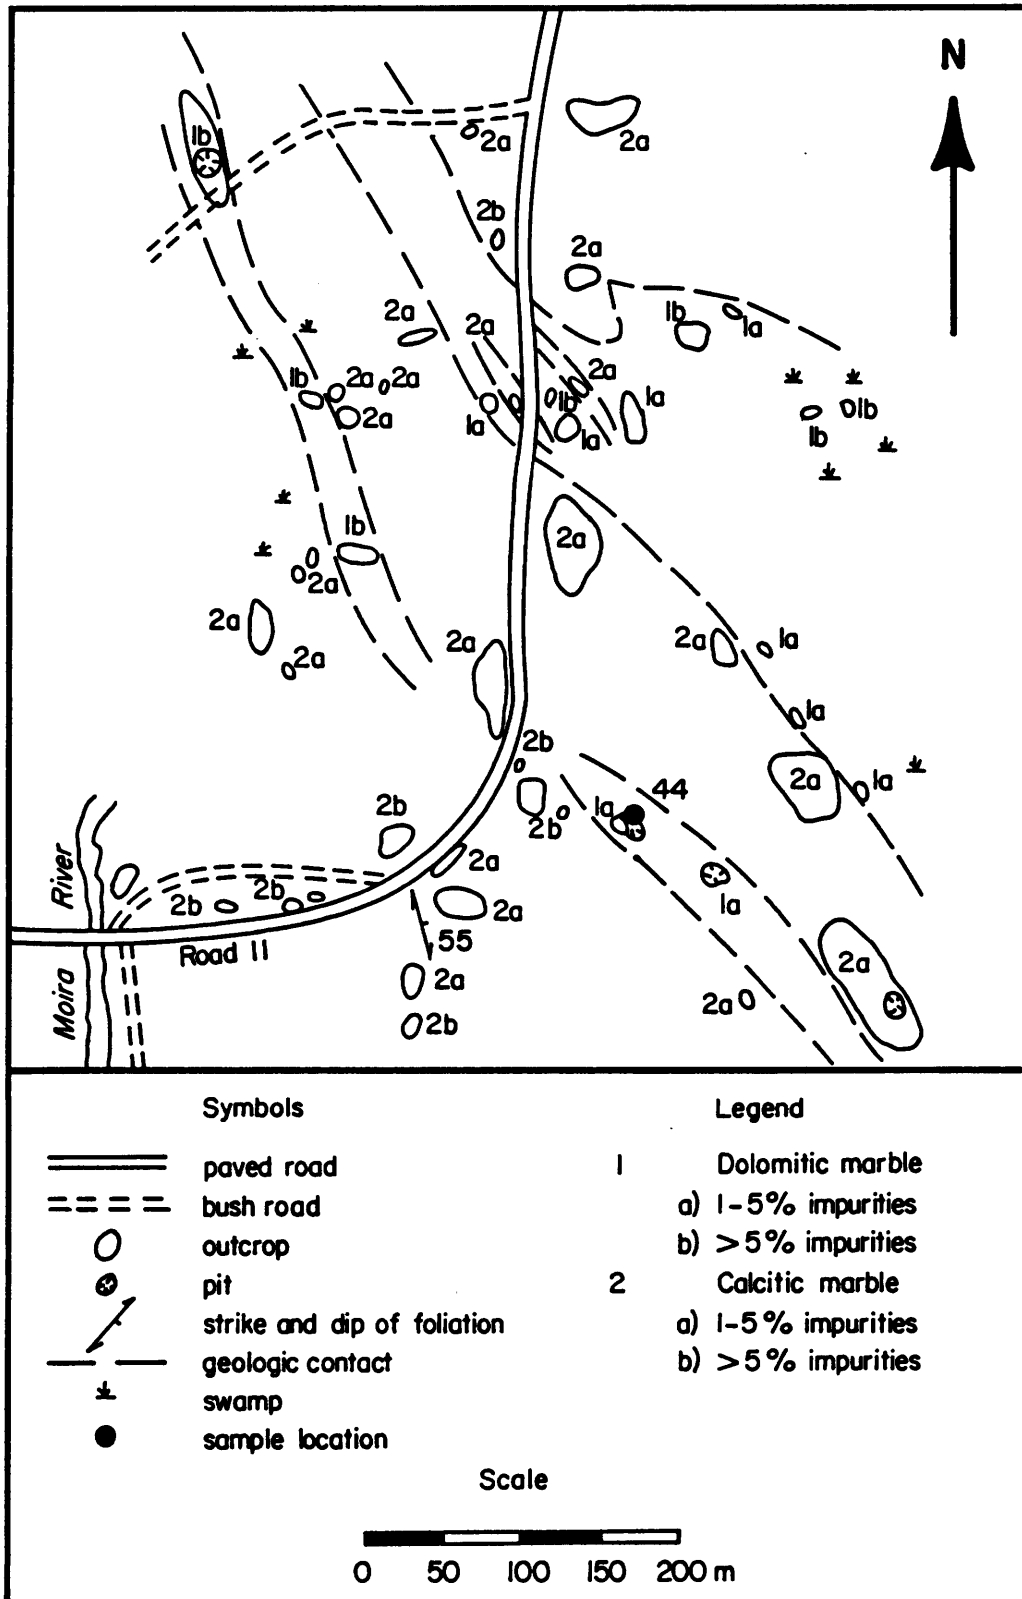 N
1b
2a
2a
2b
2a
2a
2a
1b
1a
1b
2a
2a
2a
1a
1b
1a
2a
1a
1b
1b
2a
1b
2a
2a
2a
2a
2a
1a
1a
2b
2a
1a
44
1a
2b
2b
2a
1a
2b
2b
2a
55
2a
River
Road 11
2a
2a
Moira
2b
Symbols
paved road
bush road
outcrop
pit
strike and dip of foliation
geologic contact
swamp
sample location
Legend
1 Dolomitic marble
a) 1-5% impurities
b) >5% impurities
2 Calcitic marble
a) 1-5% impurities
b) >5% impurities
Scale
0 50 100 150 200 m